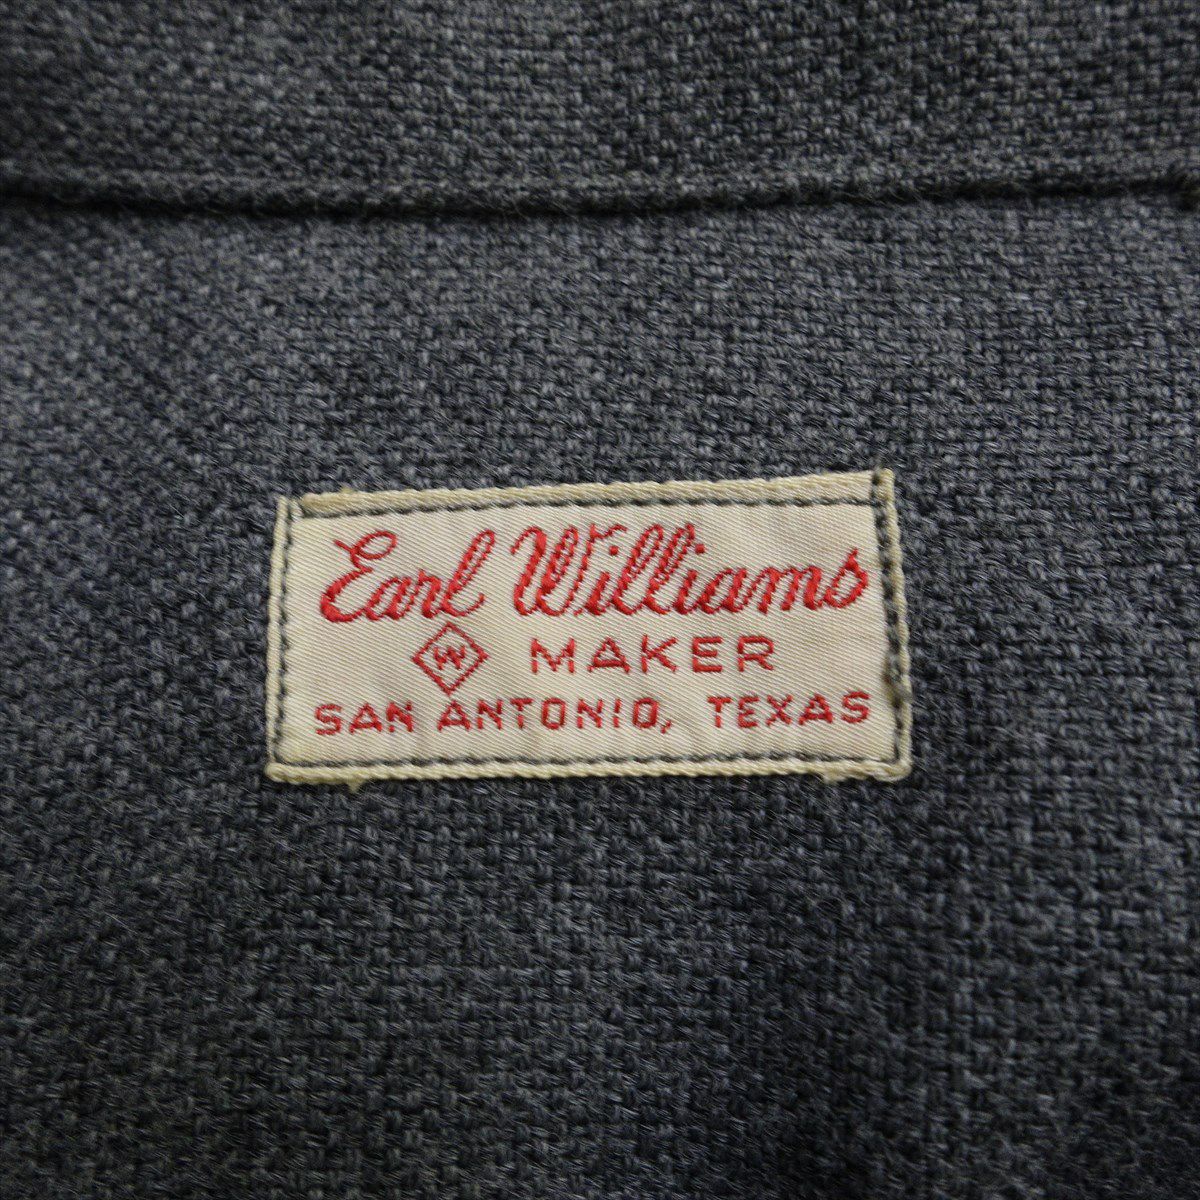 Earl Williams
W MAKER
SAN ANTONIO, TEXAS